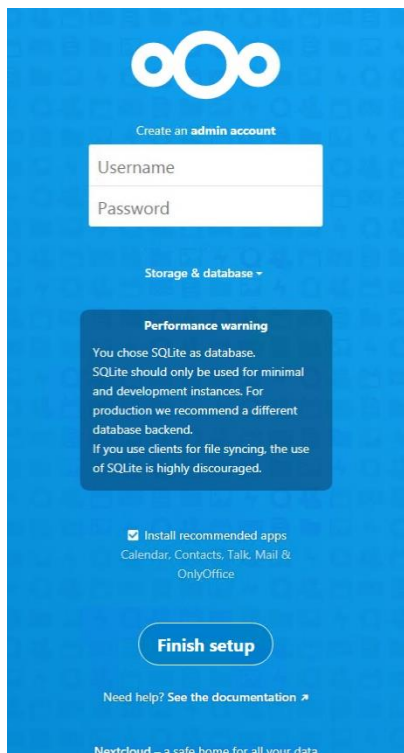 Create an admin account
Username
Password
Storage & database
Performance warning
You chose SQLite as database.
SQLite should only be used for minimal
and development instances. For
production we recommend a different
database backend.
If you use clients for file syncing, the use
of SQLite is highly discouraged.
Install recommended apps
Calendar, Contacts, Talk, Mail &
OnlyOffice
Finish setup
Need help? See the documentation ↗
Nextcloud – a safe home for all your data